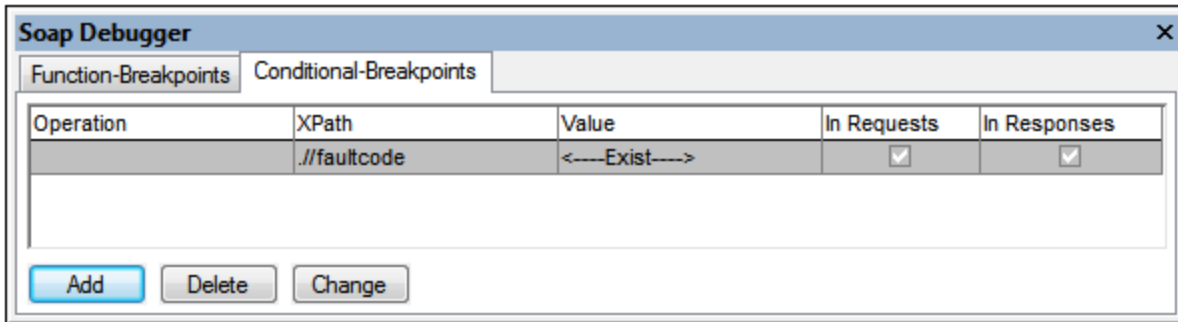 Soap Debugger
Function-Breakpoints Conditional-Breakpoints
Operation XPath Value In Requests In Responses
.//faultcode <----Exist---->
Add Delete Change